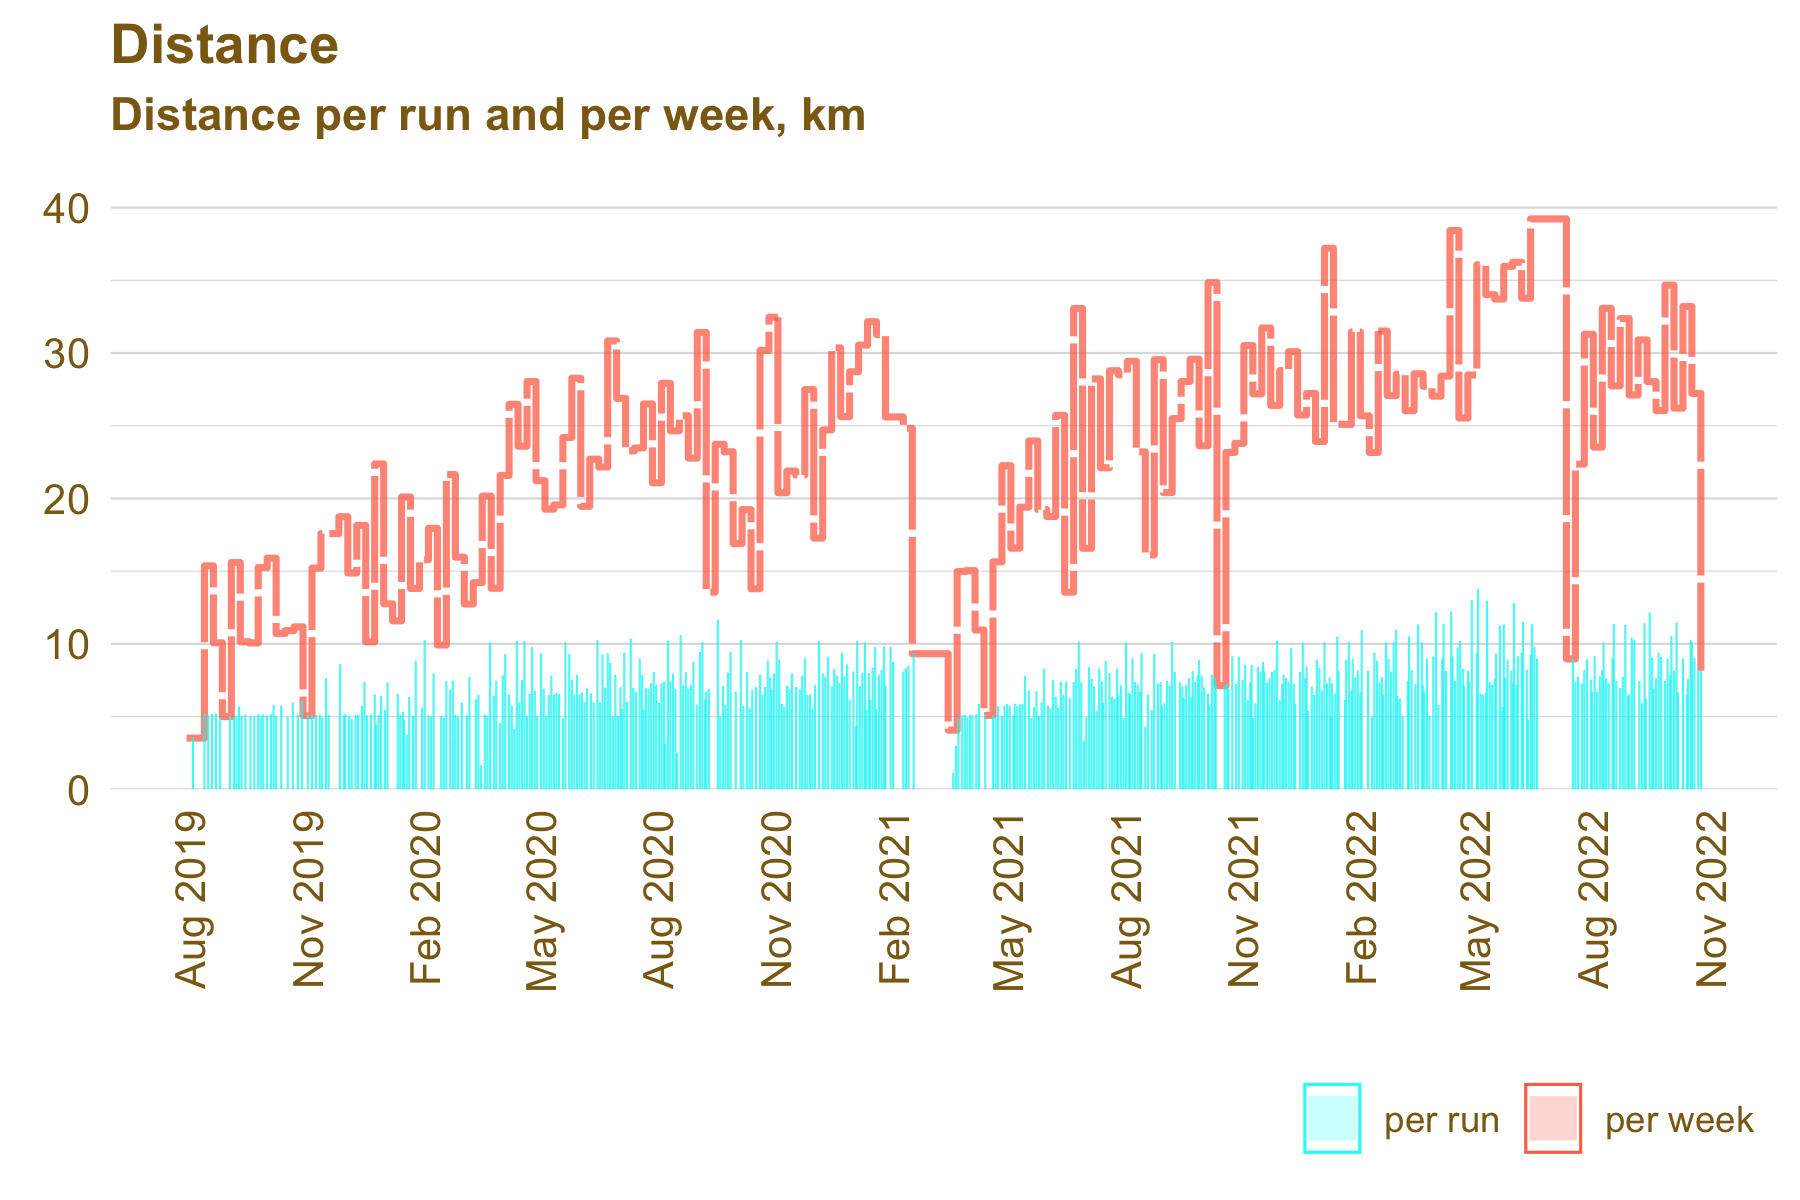 Distance
Distance per run and per week, km
40
30
20
10
0
Aug 2019
Nov 2019
Feb 2020
May 2020
Aug 2020
Nov 2020
Feb 2021
May 2021
Aug 2021
Nov 2021
Feb 2022
May 2022
Aug 2022
Nov 2022
per run
per week